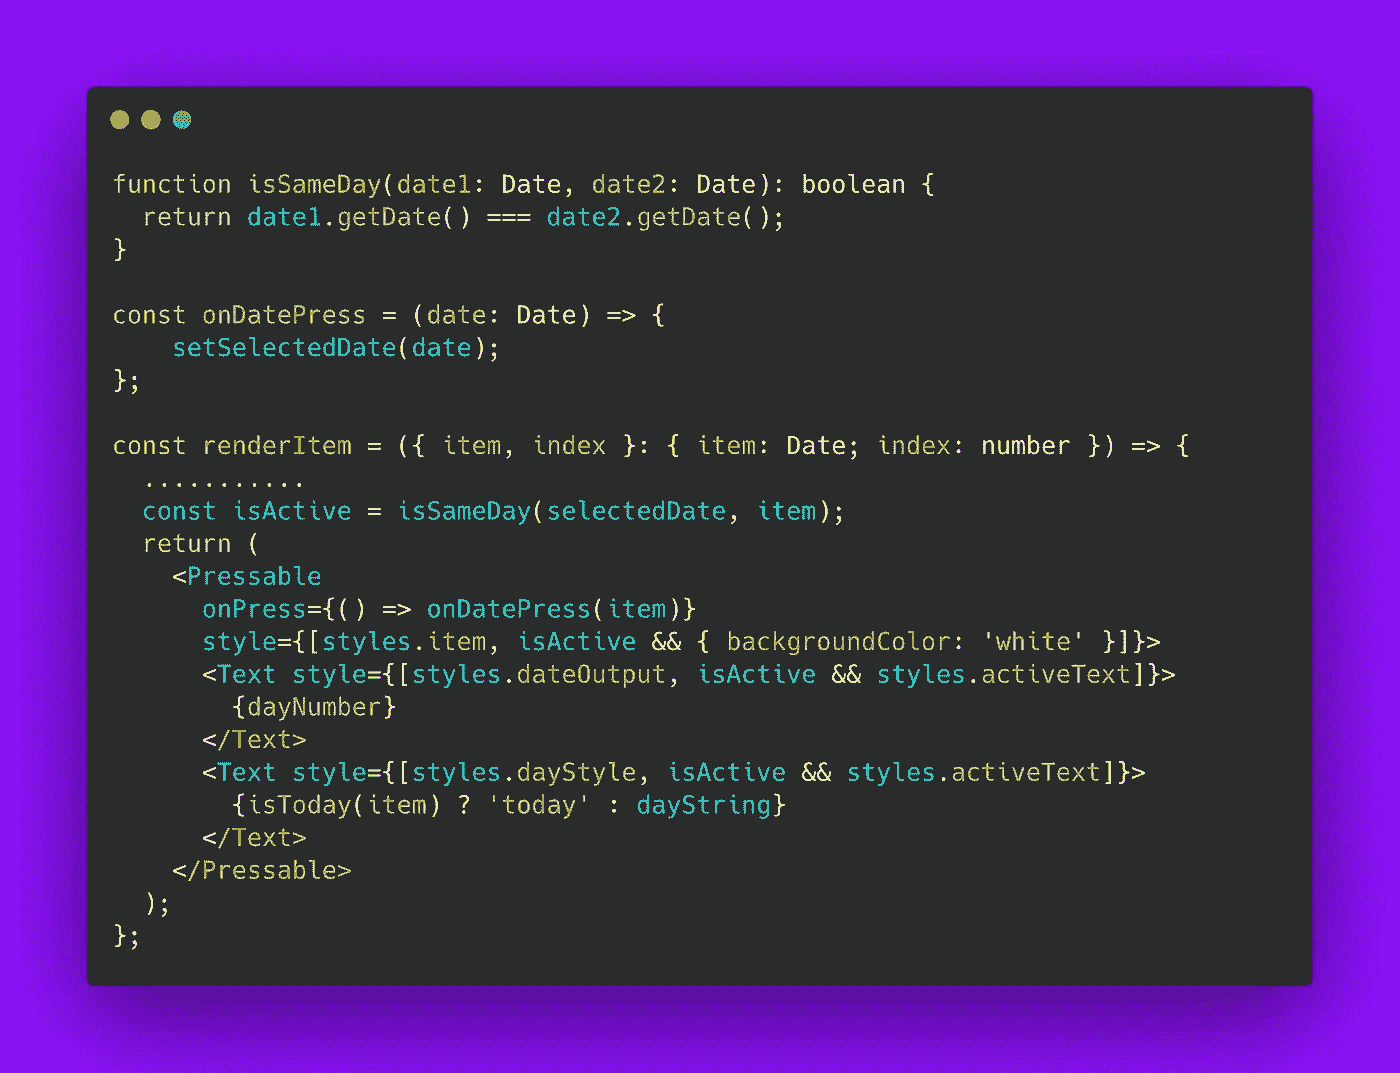 function isSameDay(date1: Date, date2: Date): boolean {
  return date1.getDate() === date2.getDate();
}

const onDatePress = (date: Date) => {
    setSelectedDate(date);
};

const renderItem = ({ item, index }: { item: Date; index: number }) => {
  ...........
  const isActive = isSameDay(selectedDate, item);
  return (
    <Pressable
      onPress={() => onDatePress(item)}
      style={[styles.item, isActive && { backgroundColor: 'white' }]}>
      <Text style={[styles.dateOutput, isActive && styles.activeText]}>
        {dayNumber}
      </Text>
      <Text style={[styles.dayStyle, isActive && styles.activeText]}>
        {isToday(item) ? 'today' : dayString}
      </Text>
    </Pressable>
  );
};